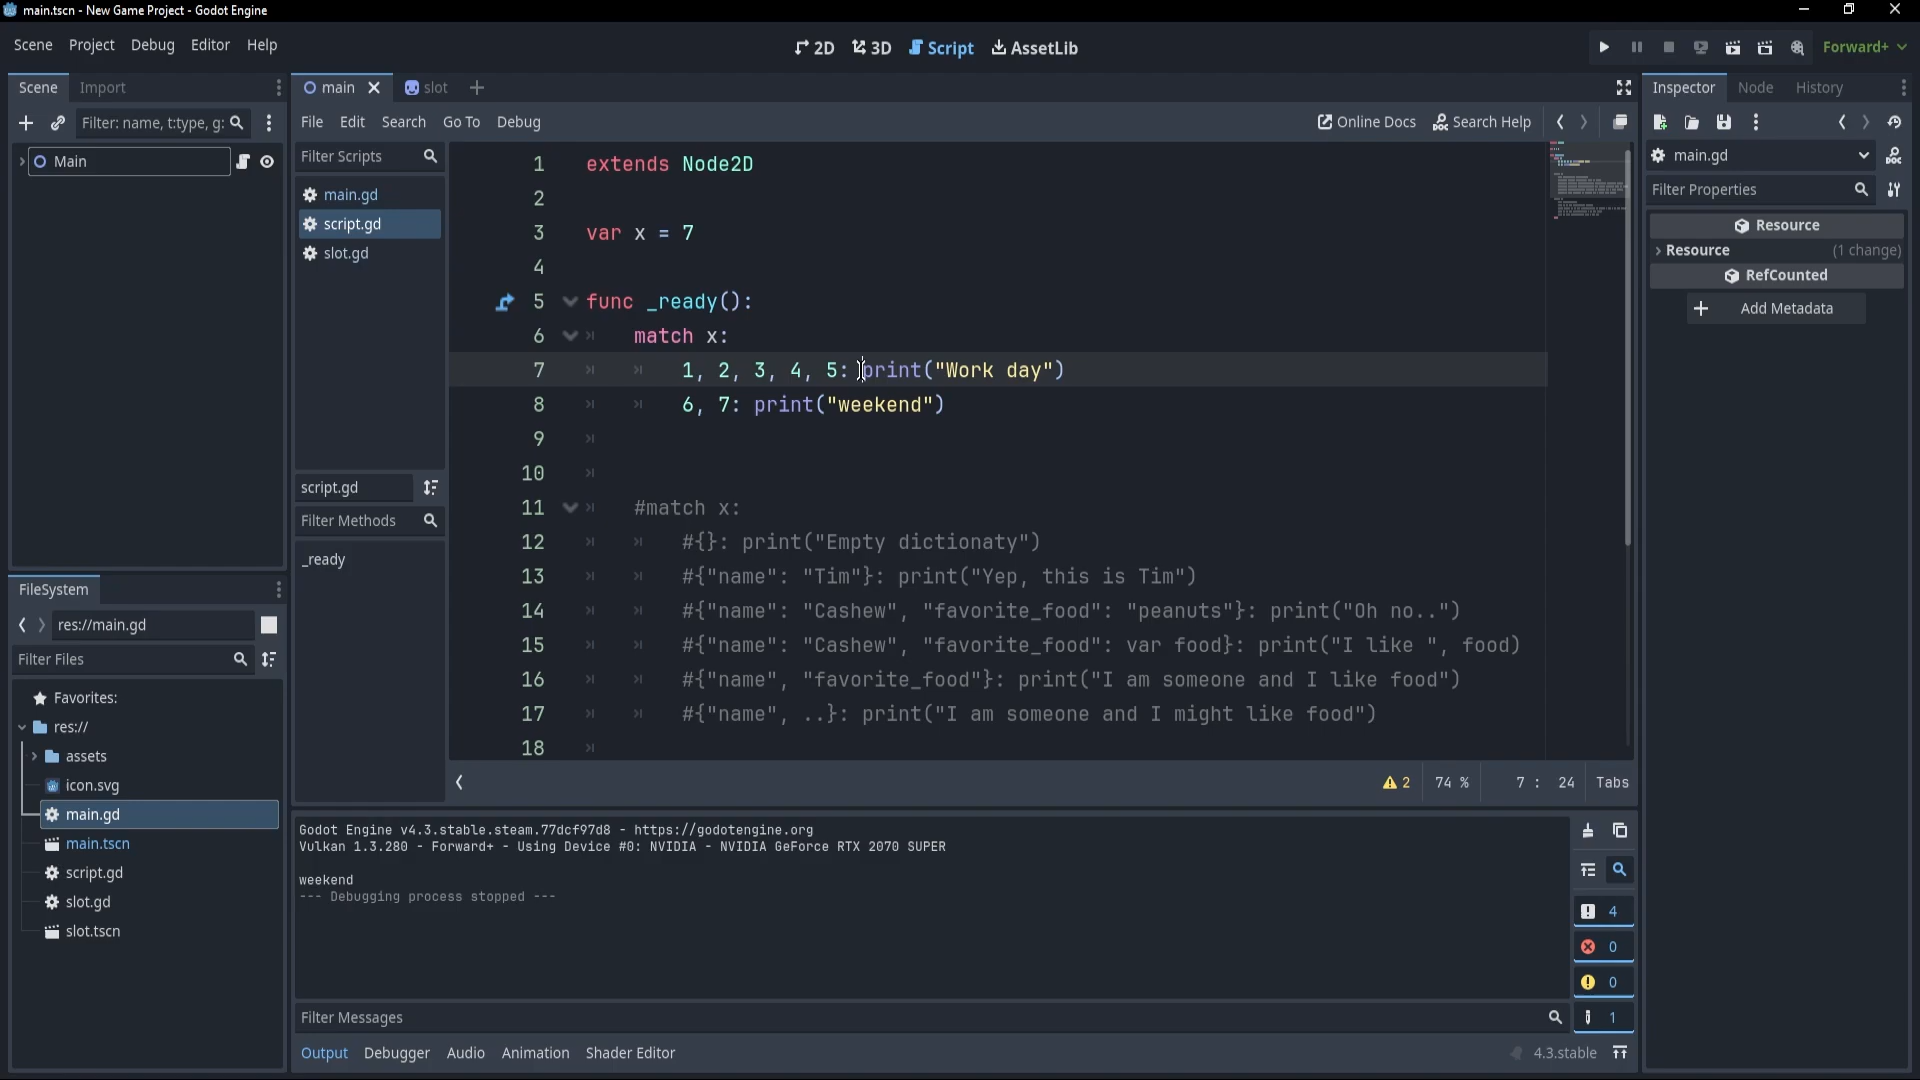 main.tscn - New Game Project - Godot Engine
Scene Project Debug Editor Help
2D 3D Script AssetLib
Forward+
Scene Import
Filter: name, t:type, g:
Main
main slot
File Edit Search Go To Debug
Online Docs Search Help
Filter Scripts
main.gd
script.gd
slot.gd
script.gd
Filter Methods
_ready
1 extends Node2D
2
3 var x = 7
4
5 func _ready():
6 match x:
7 1, 2, 3, 4, 5: print("Work day")
8 6, 7: print("weekend")
9
10
11 #match x:
12 #{}: print("Empty dictionaty")
13 #{"name": "Tim"}: print("Yep, this is Tim")
14 #{"name": "Cashew", "favorite_food": "peanuts"}: print("Oh no..")
15 #{"name": "Cashew", "favorite_food": var food}: print("I like ", food)
16 #{"name", "favorite_food"}: print("I am someone and I like food")
17 #{"name", ..}: print("I am someone and I might like food")
18
2 74 % 7 : 24 Tabs
FileSystem
res://main.gd
Filter Files
Favorites:
res://
assets
icon.svg
main.gd
main.tscn
script.gd
slot.gd
slot.tscn
Godot Engine v4.3.stable.steam.77dcf97d8 - https://godotengine.org
Vulkan 1.3.280 - Forward+ - Using Device #0: NVIDIA - NVIDIA GeForce RTX 2070 SUPER
weekend
--- Debugging process stopped ---
4
0
0
1
Filter Messages
Output Debugger Audio Animation Shader Editor
4.3.stable
Inspector Node History
main.gd
Filter Properties
Resource
Resource (1 change)
RefCounted
Add Metadata